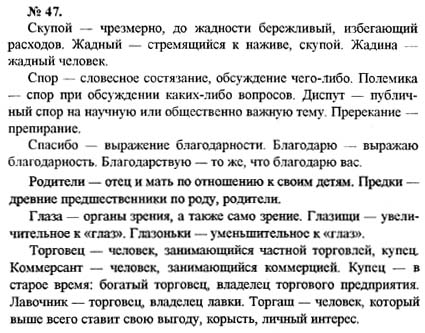 № 47.
Скупой — чрезмерно, до жадности бережливый, избегающий
расходов. Жадный — стремящийся к наживе, скупой. Жадина —
жадный человек.
Спор — словесное состязание, обсуждение чего-либо. Полемика
— спор при обсуждении каких-либо вопросов. Диспут — публич-
ный спор на научную или общественно важную тему. Пререкание —
препирание.
Спасибо — выражение благодарности. Благодарю — выражаю
благодарность. Благодарствую — то же, что благодарю вас.
Родители — отец и мать по отношению к своим детям. Предки —
древние предшественники по роду, родители.
Глаза — органы зрения, а также само зрение. Глазищи — увели-
чительное к «глаз». Глазоньки — уменьшительное к «глаз».
Торговец — человек, занимающийся частной торговлей, купец.
Коммерсант — человек, занимающийся коммерцией. Купец — в
старое время: богатый торговец, владелец торгового предприятия.
Лавочник — торговец, владелец лавки. Торгаш — человек, который
выше всего ставит свою выгоду, корысть, личный интерес.